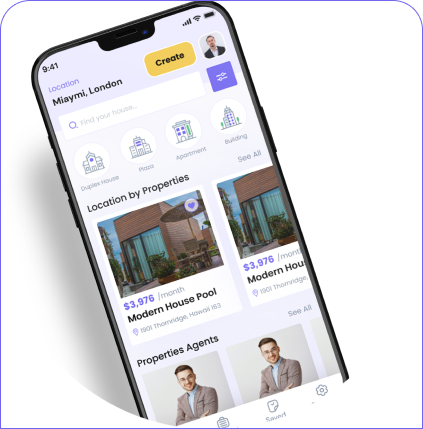 9:41
Location
Miaymi, London
Create
Find your house...
Duplex House
Plaza
Apartment
Building
Location by Properties
See All
$3,976 /month
Modern House Pool
1901 Thornridge, Hawaii 163
$3,976 /month
Modern Hous
1901 Thornridge,
Properties Agents
See All
Saved